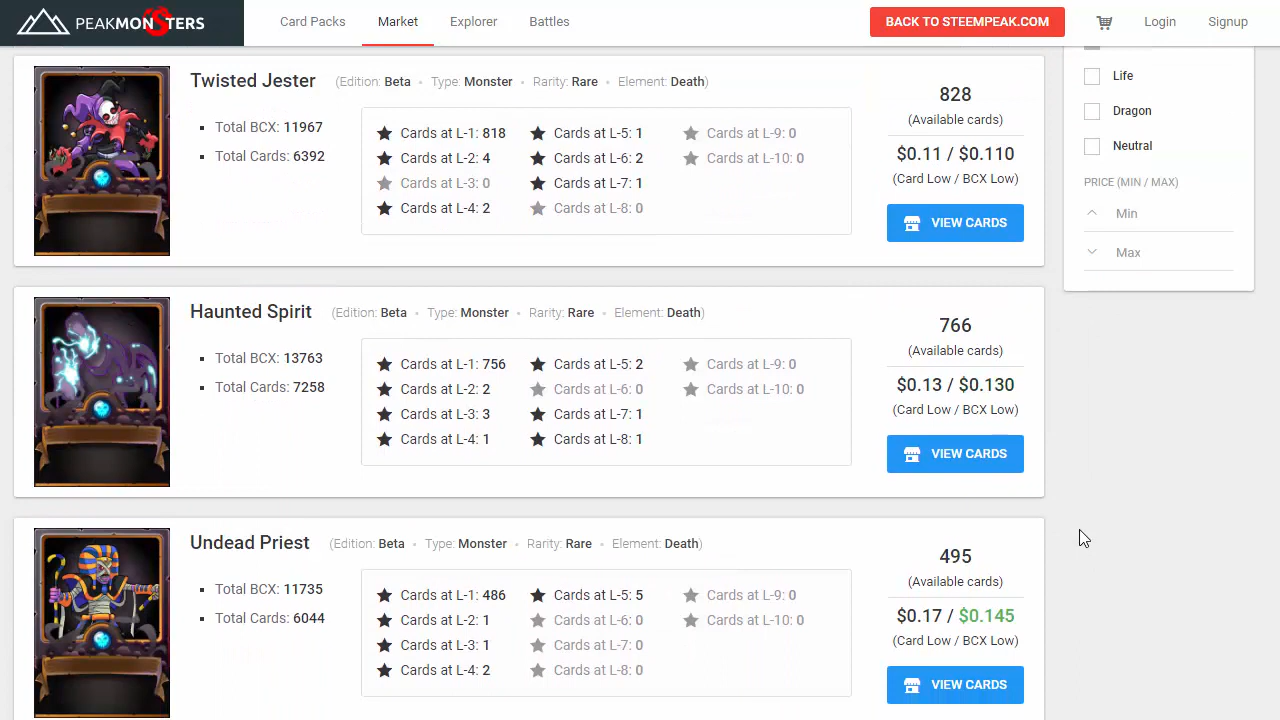 PEAKMONSTERS
Card Packs
Market
Explorer
Battles
BACK TO STEEMPEAK.COM
Login
Signup
Twisted Jester (Edition: Beta • Type: Monster • Rarity: Rare • Element: Death)
Total BCX: 11967
Total Cards: 6392
Cards at L-1: 818
Cards at L-2: 4
Cards at L-3: 0
Cards at L-4: 2
Cards at L-5: 1
Cards at L-6: 2
Cards at L-7: 1
Cards at L-8: 0
Cards at L-9: 0
Cards at L-10: 0
828
(Available cards)
$0.11 / $0.110
(Card Low / BCX Low)
VIEW CARDS
Haunted Spirit (Edition: Beta • Type: Monster • Rarity: Rare • Element: Death)
Total BCX: 13763
Total Cards: 7258
Cards at L-1: 756
Cards at L-2: 2
Cards at L-3: 3
Cards at L-4: 1
Cards at L-5: 2
Cards at L-6: 0
Cards at L-7: 1
Cards at L-8: 1
Cards at L-9: 0
Cards at L-10: 0
766
(Available cards)
$0.13 / $0.130
(Card Low / BCX Low)
VIEW CARDS
Undead Priest (Edition: Beta • Type: Monster • Rarity: Rare • Element: Death)
Total BCX: 11735
Total Cards: 6044
Cards at L-1: 486
Cards at L-2: 1
Cards at L-3: 1
Cards at L-4: 2
Cards at L-5: 5
Cards at L-6: 0
Cards at L-7: 0
Cards at L-8: 0
Cards at L-9: 0
Cards at L-10: 0
495
(Available cards)
$0.17 / $0.145
(Card Low / BCX Low)
VIEW CARDS
Life
Dragon
Neutral
PRICE (MIN / MAX)
Min
Max